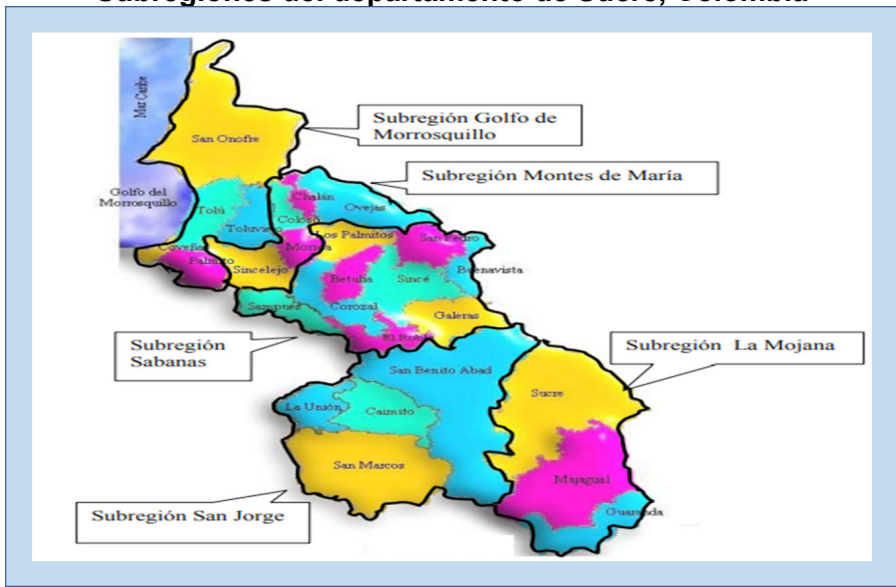 Subregiones del departamento de Sucre, Colombia
Mar Caribe
San Onofre
Subregión Golfo de
Morrosquillo
Subregión Montes de María
Golfo del
Morrosquillo
Tolú
Toluviejo
Chalán
Colosó
Ovejas
Coveñas
Palmito
Sincelejo
Morroa
Los Palmitos
San Pedro
Buenavista
Betulia
Sincé
Sampués
Corozal
Galeras
El Roble
Subregión
Sabanas
Subregión La Mojana
San Benito Abad
Sucre
La Unión
Caimito
San Marcos
Majagual
Guaranda
Subregión San Jorge